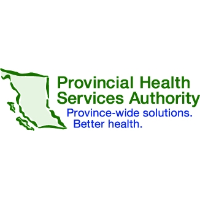 Provincial Health
Services Authority
Province-wide solutions.
Better health.